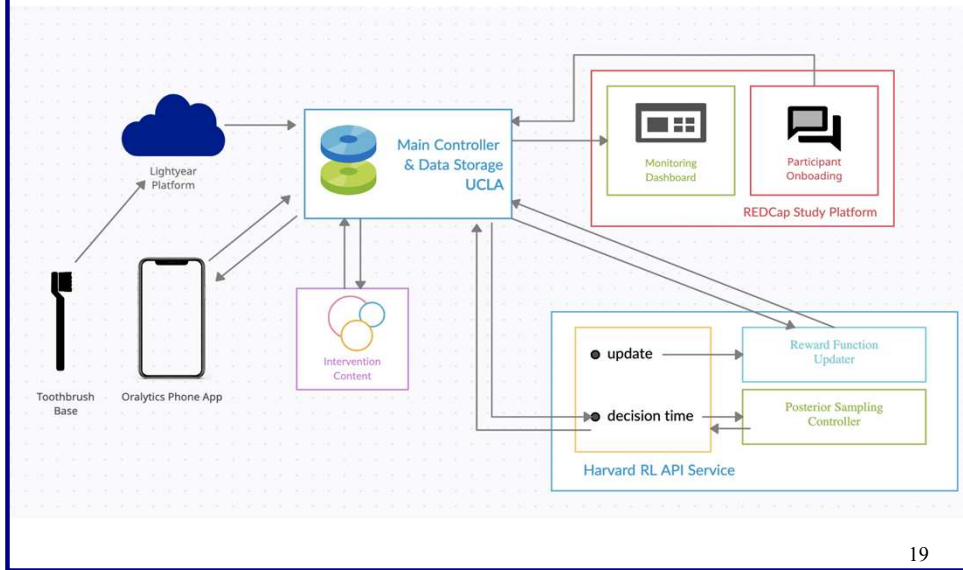 Lightyear
Platform
Main Controller
& Data Storage
UCLA
Monitoring
Dashboard
Participant
Onboading
REDCap Study Platform
Toothbrush
Base
Oralytics Phone App
Intervention
Content
update
Reward Function
Updater
decision time
Posterior Sampling
Controller
Harvard RL API Service
19